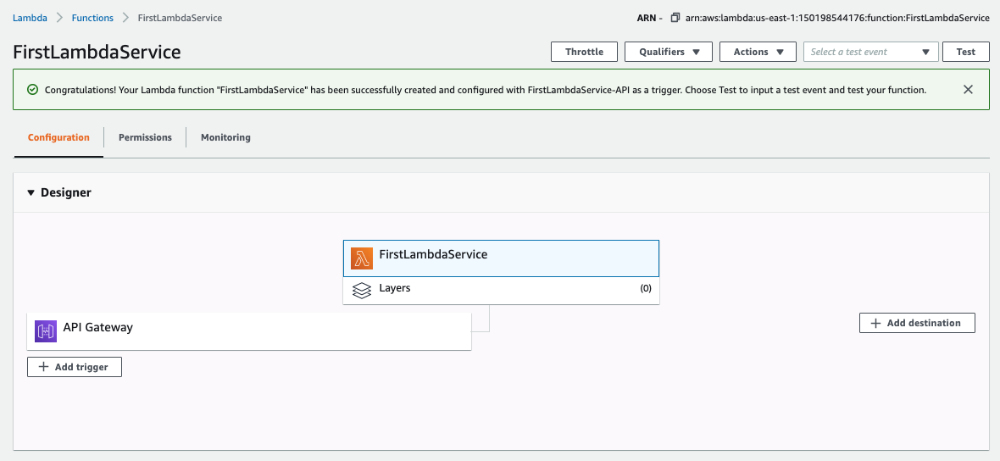 Lambda > Functions > FirstLambdaService
ARN - arn:aws:lambda:us-east-1:150198544176:function:FirstLambdaService
FirstLambdaService
Throttle
Qualifiers
Actions
Select a test event
Test
Congratulations! Your Lambda function "FirstLambdaService" has been successfully created and configured with FirstLambdaService-API as a trigger. Choose Test to input a test event and test your function.
Configuration
Permissions
Monitoring
Designer
FirstLambdaService
Layers (0)
API Gateway
+ Add destination
+ Add trigger